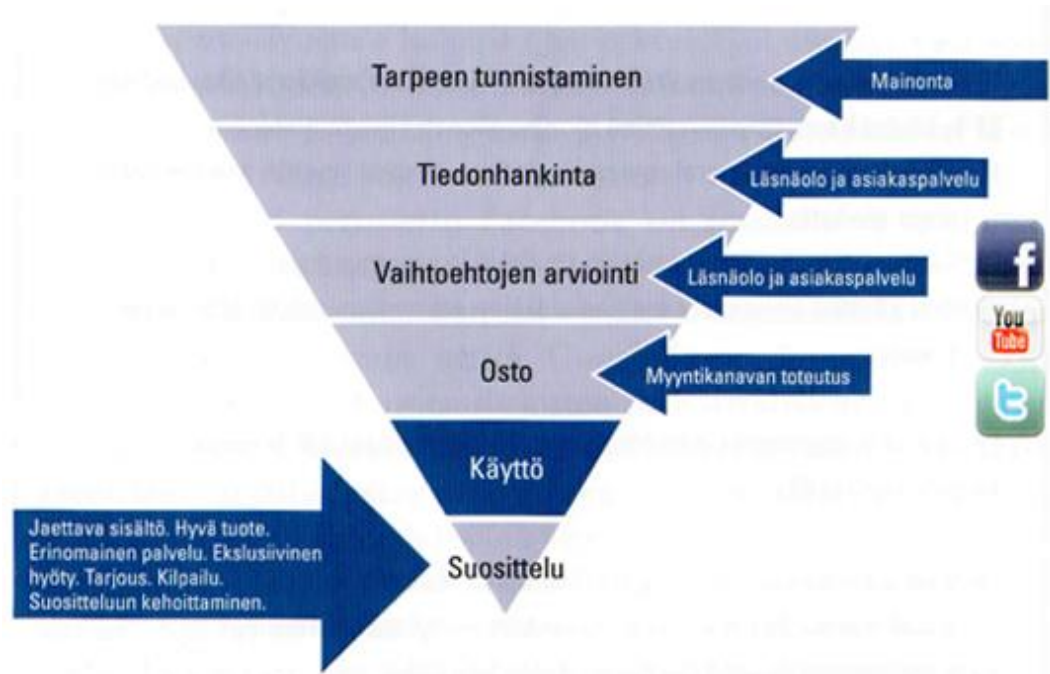 Tarpeen tunnistaminen
Mainonta
Tiedonhankinta
Läsnäolo ja asiakaspalvelu
Vaihtoehtojen arviointi
Läsnäolo ja asiakaspalvelu
f
You
Tube
Osto
Myyntikanavan toteutus
t
Käyttö
Jaettava sisältö. Hyvä tuote.
Erinomainen palvelu. Ekslusiivinen
hyöty. Tarjous. Kilpailu.
Suositteluun kehoittaminen.
Suosittelu